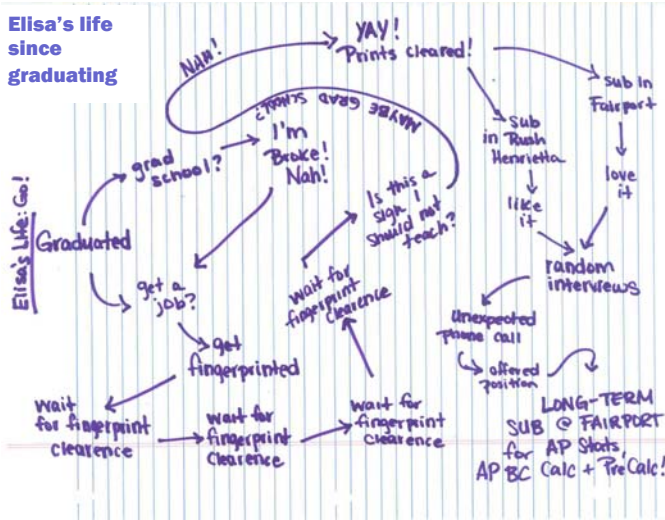 Elisa's life
since
graduating
Elisa's Life: Go!
Graduated
grad
school?
I'm
Broke!
Nah!
get a
job?
get
fingerprinted
wait
for fingerprint
clearence
wait for
fingerprint
clearence
wait for
fingerprint
clearence
wait for
fingerprint
clearence
Is this a
sign I
should not
teach?
MAYBE GRAD SCHOOL?
NAH!
YAY!
Prints cleared!
sub
in Rush
Henrietta
like
it
sub in
Fairport
love
it
random
interviews
Unexpected
phone call
offered
position
LONG-TERM
SUB @ FAIRPORT
for AP Stats,
AP BC Calc + PreCalc!